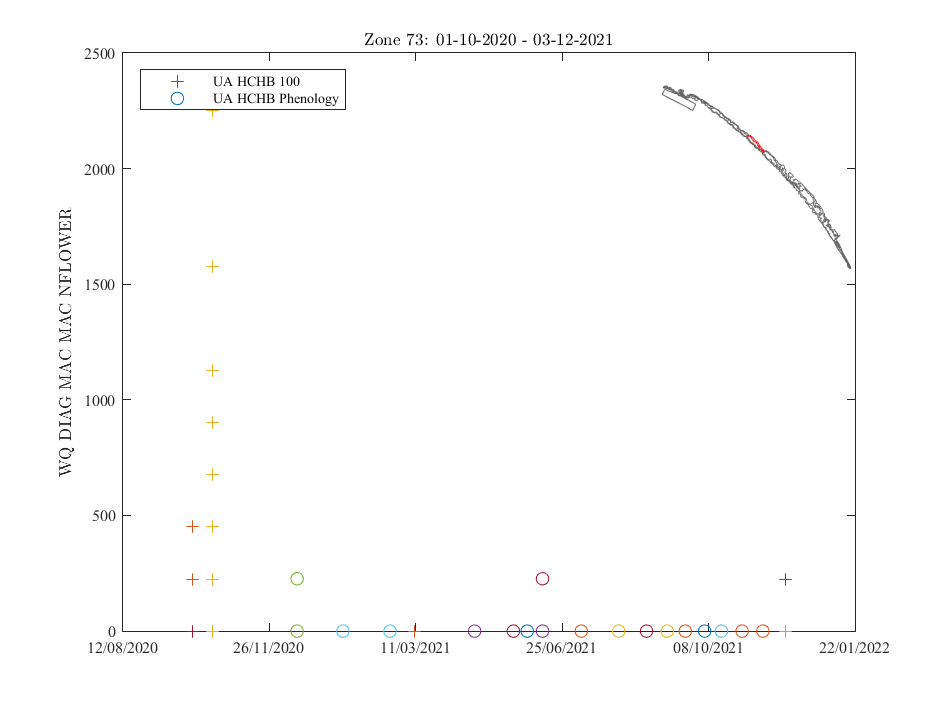 Zone 73: 01-10-2020 - 03-12-2021
UA HCHB 100
UA HCHB Phenology
WQ DIAG MAC MAC NFLOWER
2500
2000
1500
1000
500
0
12/08/2020 26/11/2020 11/03/2021 25/06/2021 08/10/2021 22/01/2022